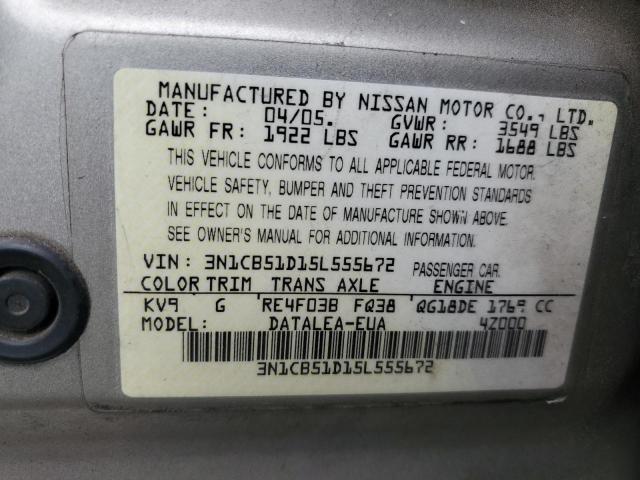 MANUFACTURED BY NISSAN MOTOR CO., LTD.
DATE: 04/05. GVWR: 3549 LBS
GAWR FR: 1922 LBS GAWR RR: 1688 LBS
THIS VEHICLE CONFORMS TO ALL APPLICABLE FEDERAL MOTOR
VEHICLE SAFETY, BUMPER AND THEFT PREVENTION STANDARDS
IN EFFECT ON THE DATE OF MANUFACTURE SHOWN ABOVE.
SEE OWNER'S MANUAL FOR ADDITIONAL INFORMATION.
VIN: 3N1CB51D15L555672 PASSENGER CAR.
COLOR TRIM TRANS AXLE ENGINE
KV9 G RE4F03B FQ38 QG18DE 1769 CC
MODEL: DATALEA-EUA 4Z000
3N1CB51D15L555672